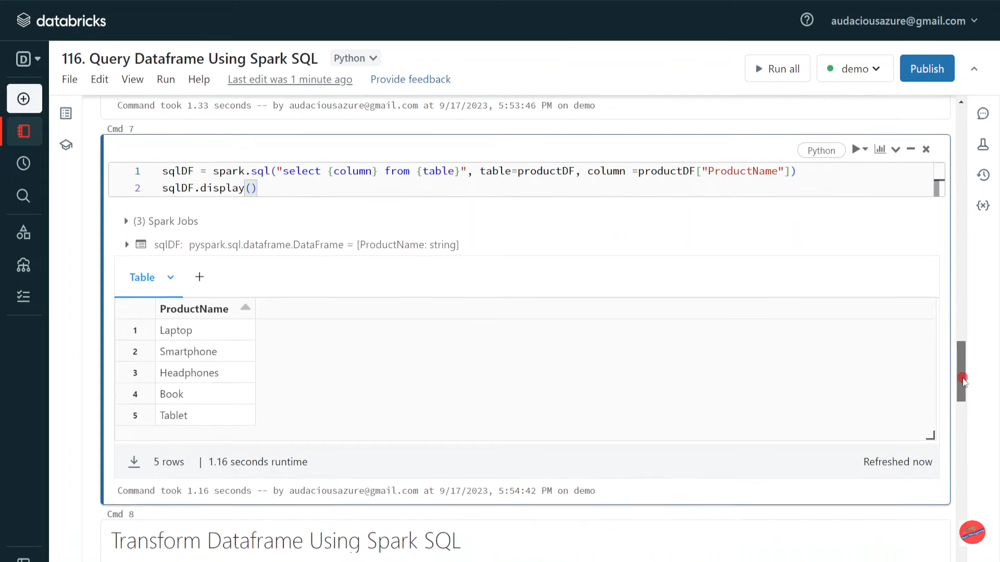 databricks
audaciousazure@gmail.com
D
116. Query Dataframe Using Spark SQL
Python
File Edit View Run Help Last edit was 1 minute ago Provide feedback
Run all
demo
Publish
Command took 1.33 seconds -- by audaciousazure@gmail.com at 9/17/2023, 5:53:46 PM on demo
Cmd 7
Python
1 sqlDF = spark.sql("select {column} from {table}", table=productDF, column =productDF["ProductName"])
2 sqlDF.display()
(3) Spark Jobs
sqlDF: pyspark.sql.dataframe.DataFrame = [ProductName: string]
Table +
ProductName
1 Laptop
2 Smartphone
3 Headphones
4 Book
5 Tablet
5 rows | 1.16 seconds runtime
Refreshed now
Command took 1.16 seconds -- by audaciousazure@gmail.com at 9/17/2023, 5:54:42 PM on demo
Cmd 8
Transform Dataframe Using Spark SQL